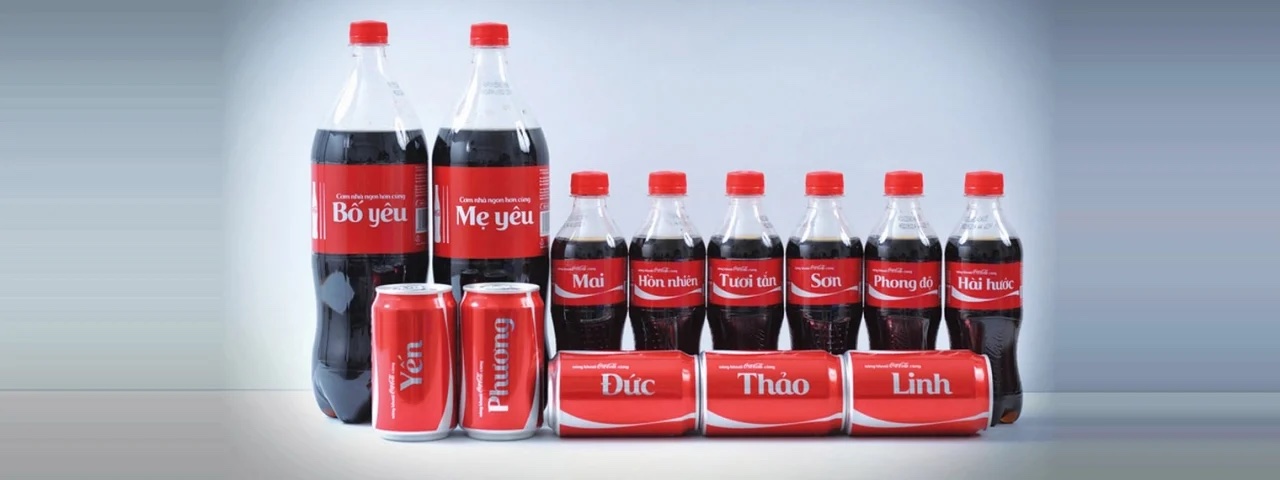 Cơm nhà ngon hơn cùng
Bố yêu
Cơm nhà ngon hơn cùng
Mẹ yêu
Mai
Hồn nhiên
Tươi tắn
Sơn
Phong độ
Hài hước
Yến
Phương
Đức
Thảo
Linh